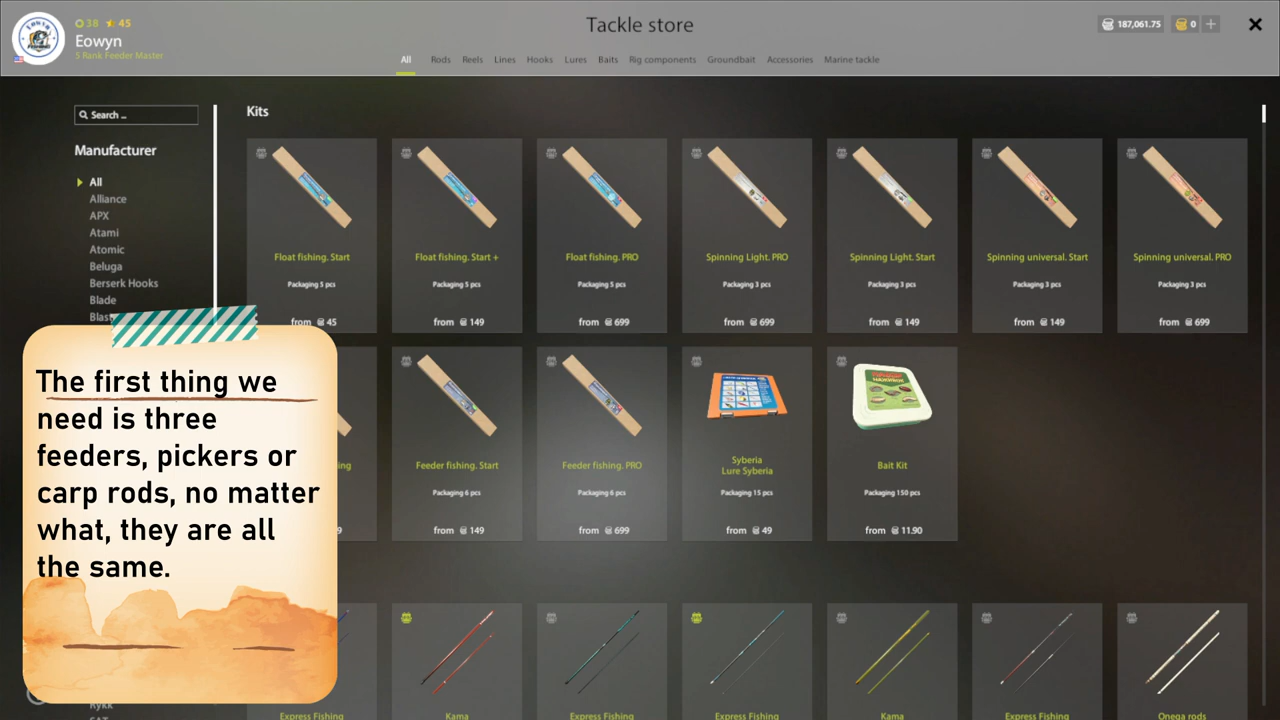 38 45
Eowyn
5 Rank Feeder Master
Tackle store
187,061.75 0
All Rods Reels Lines Hooks Lures Baits Rig components Groundbait Accessories Marine tackle
Search ...
Manufacturer
All
Alliance
APX
Atami
Atomic
Beluga
Berserk Hooks
Blade
Kits
Float fishing. Start
Packaging 5 pcs
from 45
Float fishing. Start +
Packaging 5 pcs
from 149
Float fishing. PRO
Packaging 5 pcs
from 699
Spinning Light. PRO
Packaging 3 pcs
from 699
Spinning Light. Start
Packaging 3 pcs
from 149
Spinning universal. Start
Packaging 3 pcs
from 149
Spinning universal. PRO
Packaging 3 pcs
from 699
Feeder fishing. Start
Packaging 6 pcs
from 149
Feeder fishing. PRO
Packaging 6 pcs
from 699
Syberia
Lure Syberia
Packaging 15 pcs
from 49
Bait Kit
Packaging 150 pcs
from 11.90
The first thing we
need is three
feeders, pickers or
carp rods, no matter
what, they are all
the same.
Express Fishing
Kama
Express Fishing
Express Fishing
Kama
Express Fishing
Onega rods